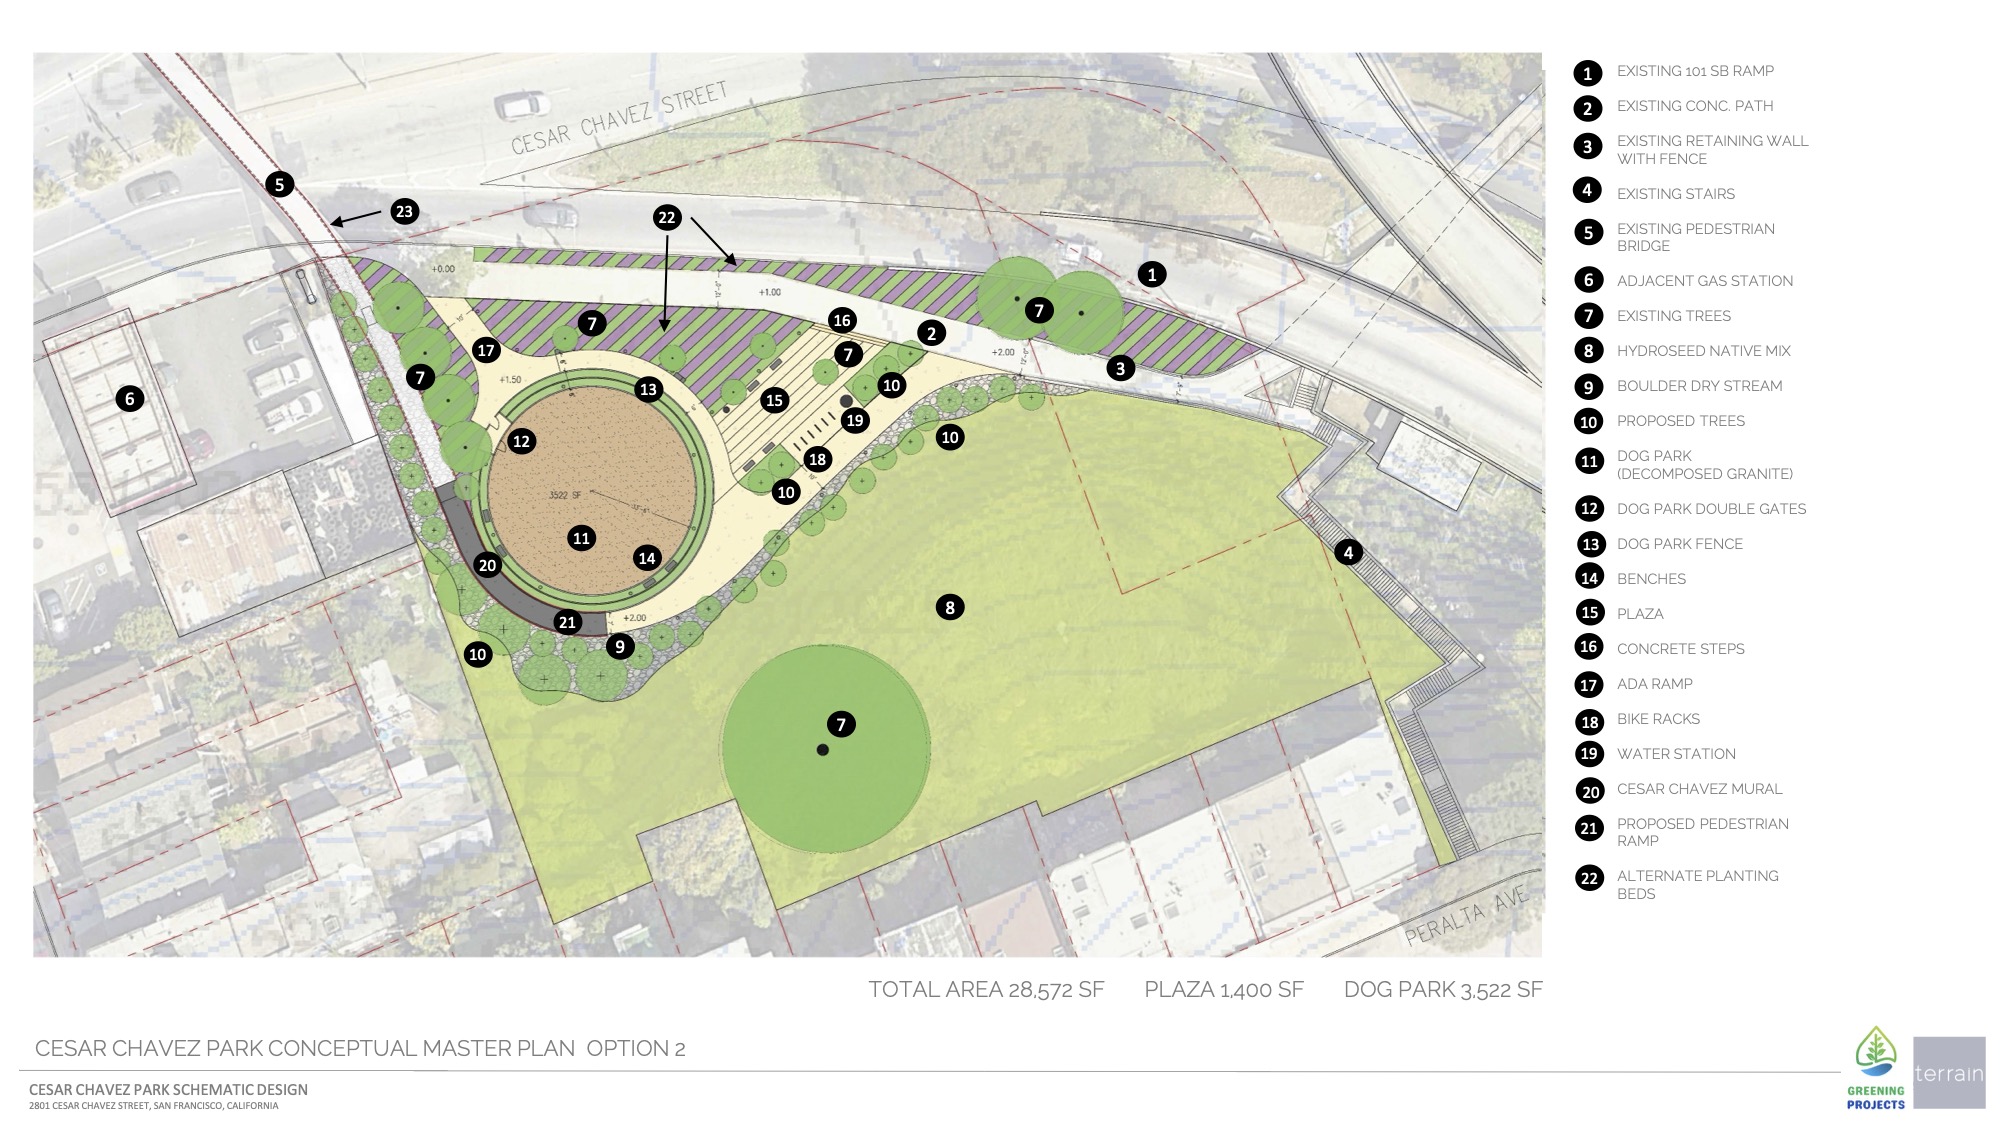 CESAR CHAVEZ STREET
5
23
22
1
+0.00
+1.00
16
7
7
2
+2.00
3
17
7
7
+1.50
13
10
15
6
19
12
10
18
3522 SF
10
11
14
20
4
8
21
+2.00
9
10
7
PERALTA AVE
1 EXISTING 101 SB RAMP
2 EXISTING CONC. PATH
3 EXISTING RETAINING WALL
WITH FENCE
4 EXISTING STAIRS
5 EXISTING PEDESTRIAN
BRIDGE
6 ADJACENT GAS STATION
7 EXISTING TREES
8 HYDROSEED NATIVE MIX
9 BOULDER DRY STREAM
10 PROPOSED TREES
11 DOG PARK
(DECOMPOSED GRANITE)
12 DOG PARK DOUBLE GATES
13 DOG PARK FENCE
14 BENCHES
15 PLAZA
16 CONCRETE STEPS
17 ADA RAMP
18 BIKE RACKS
19 WATER STATION
20 CESAR CHAVEZ MURAL
21 PROPOSED PEDESTRIAN
RAMP
22 ALTERNATE PLANTING
BEDS
TOTAL AREA 28,572 SF PLAZA 1,400 SF DOG PARK 3,522 SF
CESAR CHAVEZ PARK CONCEPTUAL MASTER PLAN OPTION 2
CESAR CHAVEZ PARK SCHEMATIC DESIGN
2801 CESAR CHAVEZ STREET, SAN FRANCISCO, CALIFORNIA
GREENING
PROJECTS
terrain